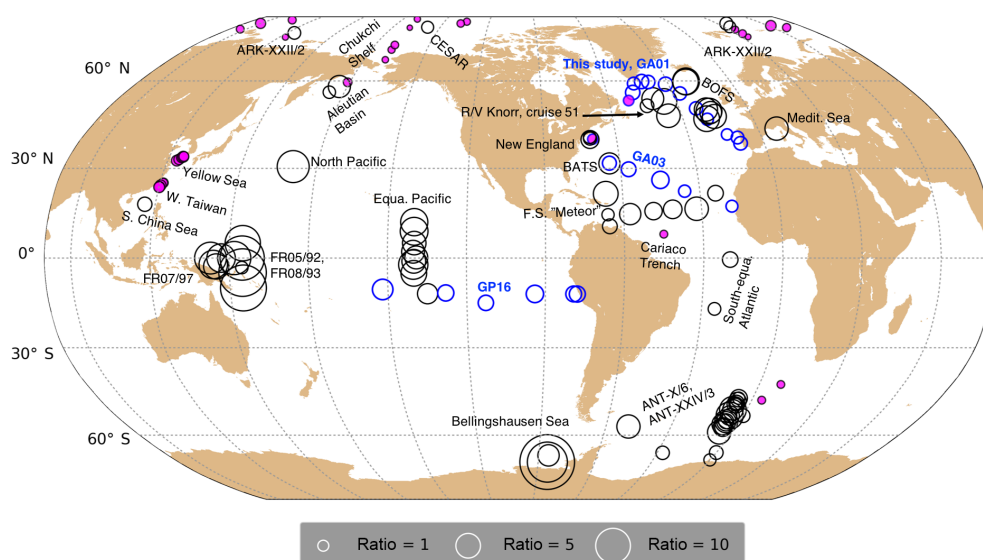 ARK-XXII/2
Chukchi
Shelf
CESAR
ARK-XXII/2
60° N
This study, GA01
BOFS
Aleutian
Basin
R/V Knorr, cruise 51
Medit. Sea
New England
30° N
North Pacific
BATS
GA03
Yellow Sea
W. Taiwan
Equa. Pacific
F.S. "Meteor"
S. China Sea
Cariaco
Trench
0°
FR05/92,
FR08/93
FR07/97
GP16
South-equa.
Atlantic
30° S
ANT-X/6,
ANT-XXIV/3
Bellingshausen Sea
60° S
Ratio = 1
Ratio = 5
Ratio = 10